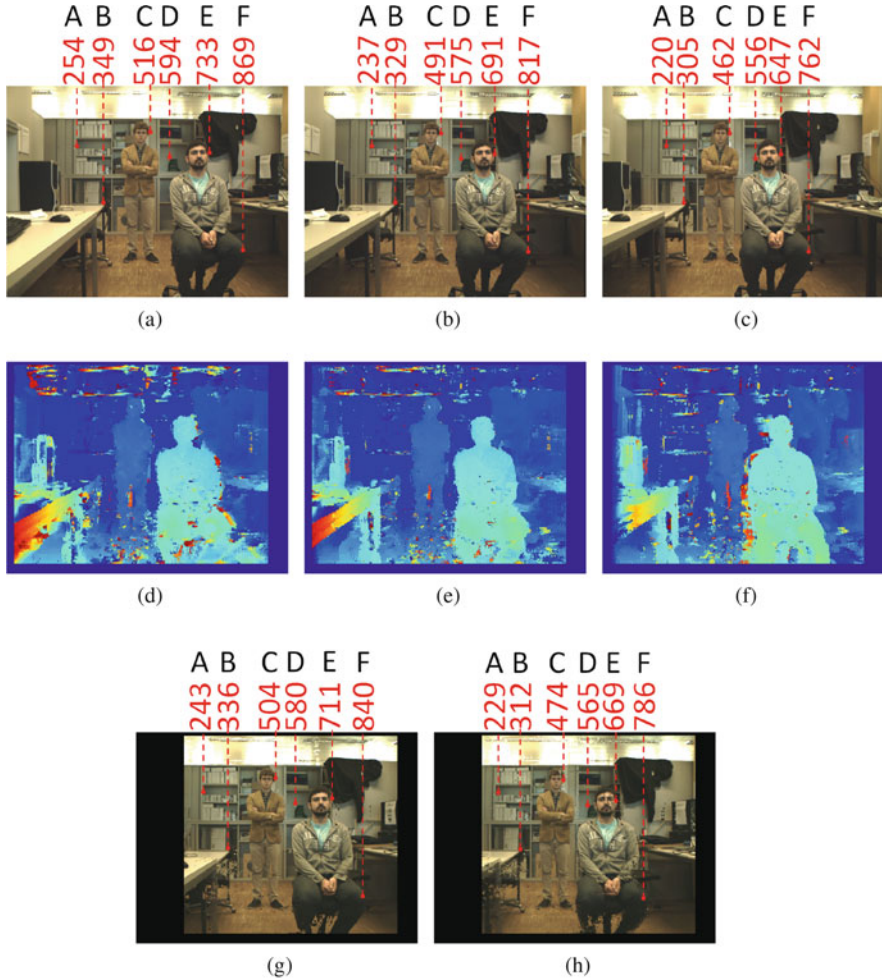 A B C D E F
254 349 516 594 733 869
A B C D E F
237 329 491 575 691 817
A B C D E F
220 305 462 556 647 762
(a)
(b)
(c)
(d)
(e)
(f)
A B C D E F
243 336 504 580 711 840
A B C D E F
229 312 474 565 669 786
(g)
(h)